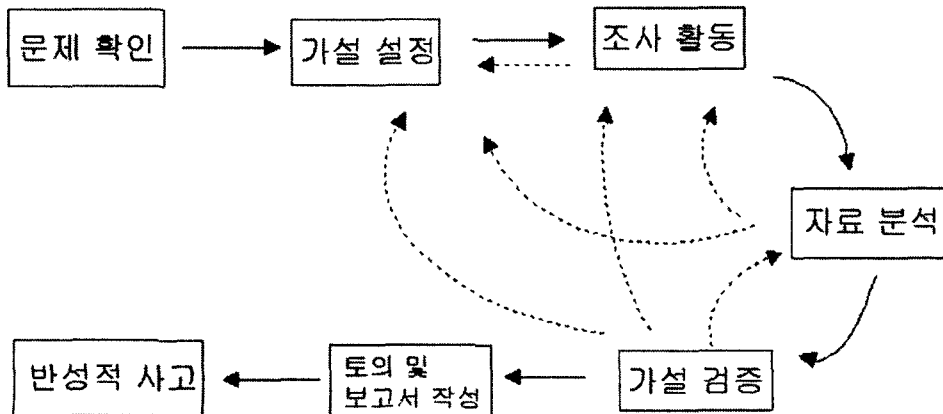 문제 확인
가설 설정
조사 활동
자료 분석
가설 검증
토의 및
보고서 작성
반성적 사고